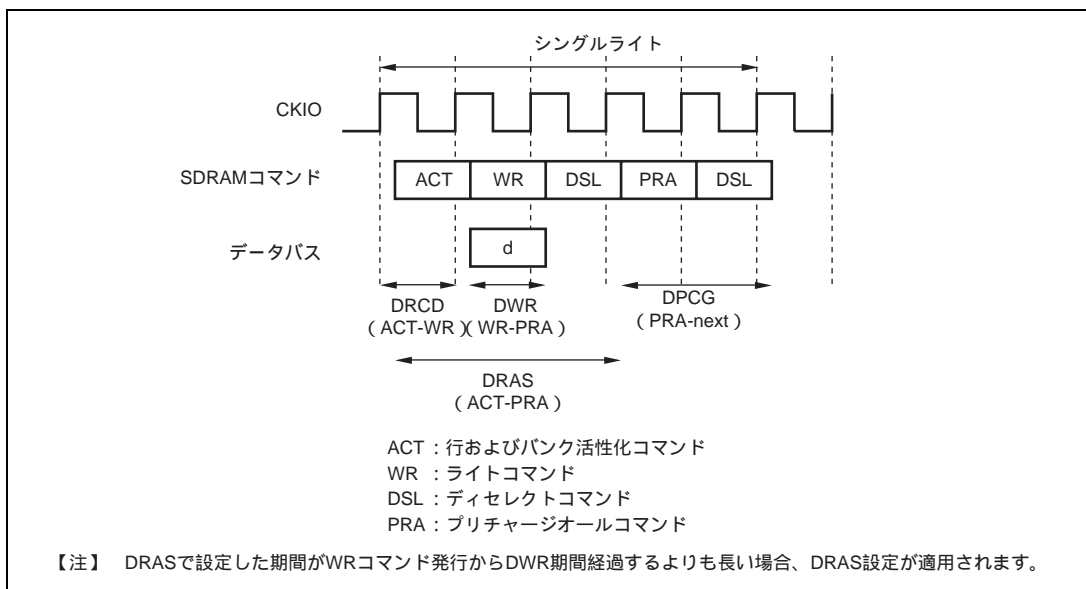 シングルライト
CKIO
SDRAMコマンド
ACT WR DSL PRA DSL
データバス
d
DRCD DWR DPCG
（ACT-WR）（WR-PRA） （PRA-next）
DRAS
（ACT-PRA）
ACT：行およびバンク活性化コマンド
WR ：ライトコマンド
DSL：ディセレクトコマンド
PRA：プリチャージオールコマンド
【注】 DRASで設定した期間がWRコマンド発行からDWR期間経過するよりも長い場合、DRAS設定が適用されます。